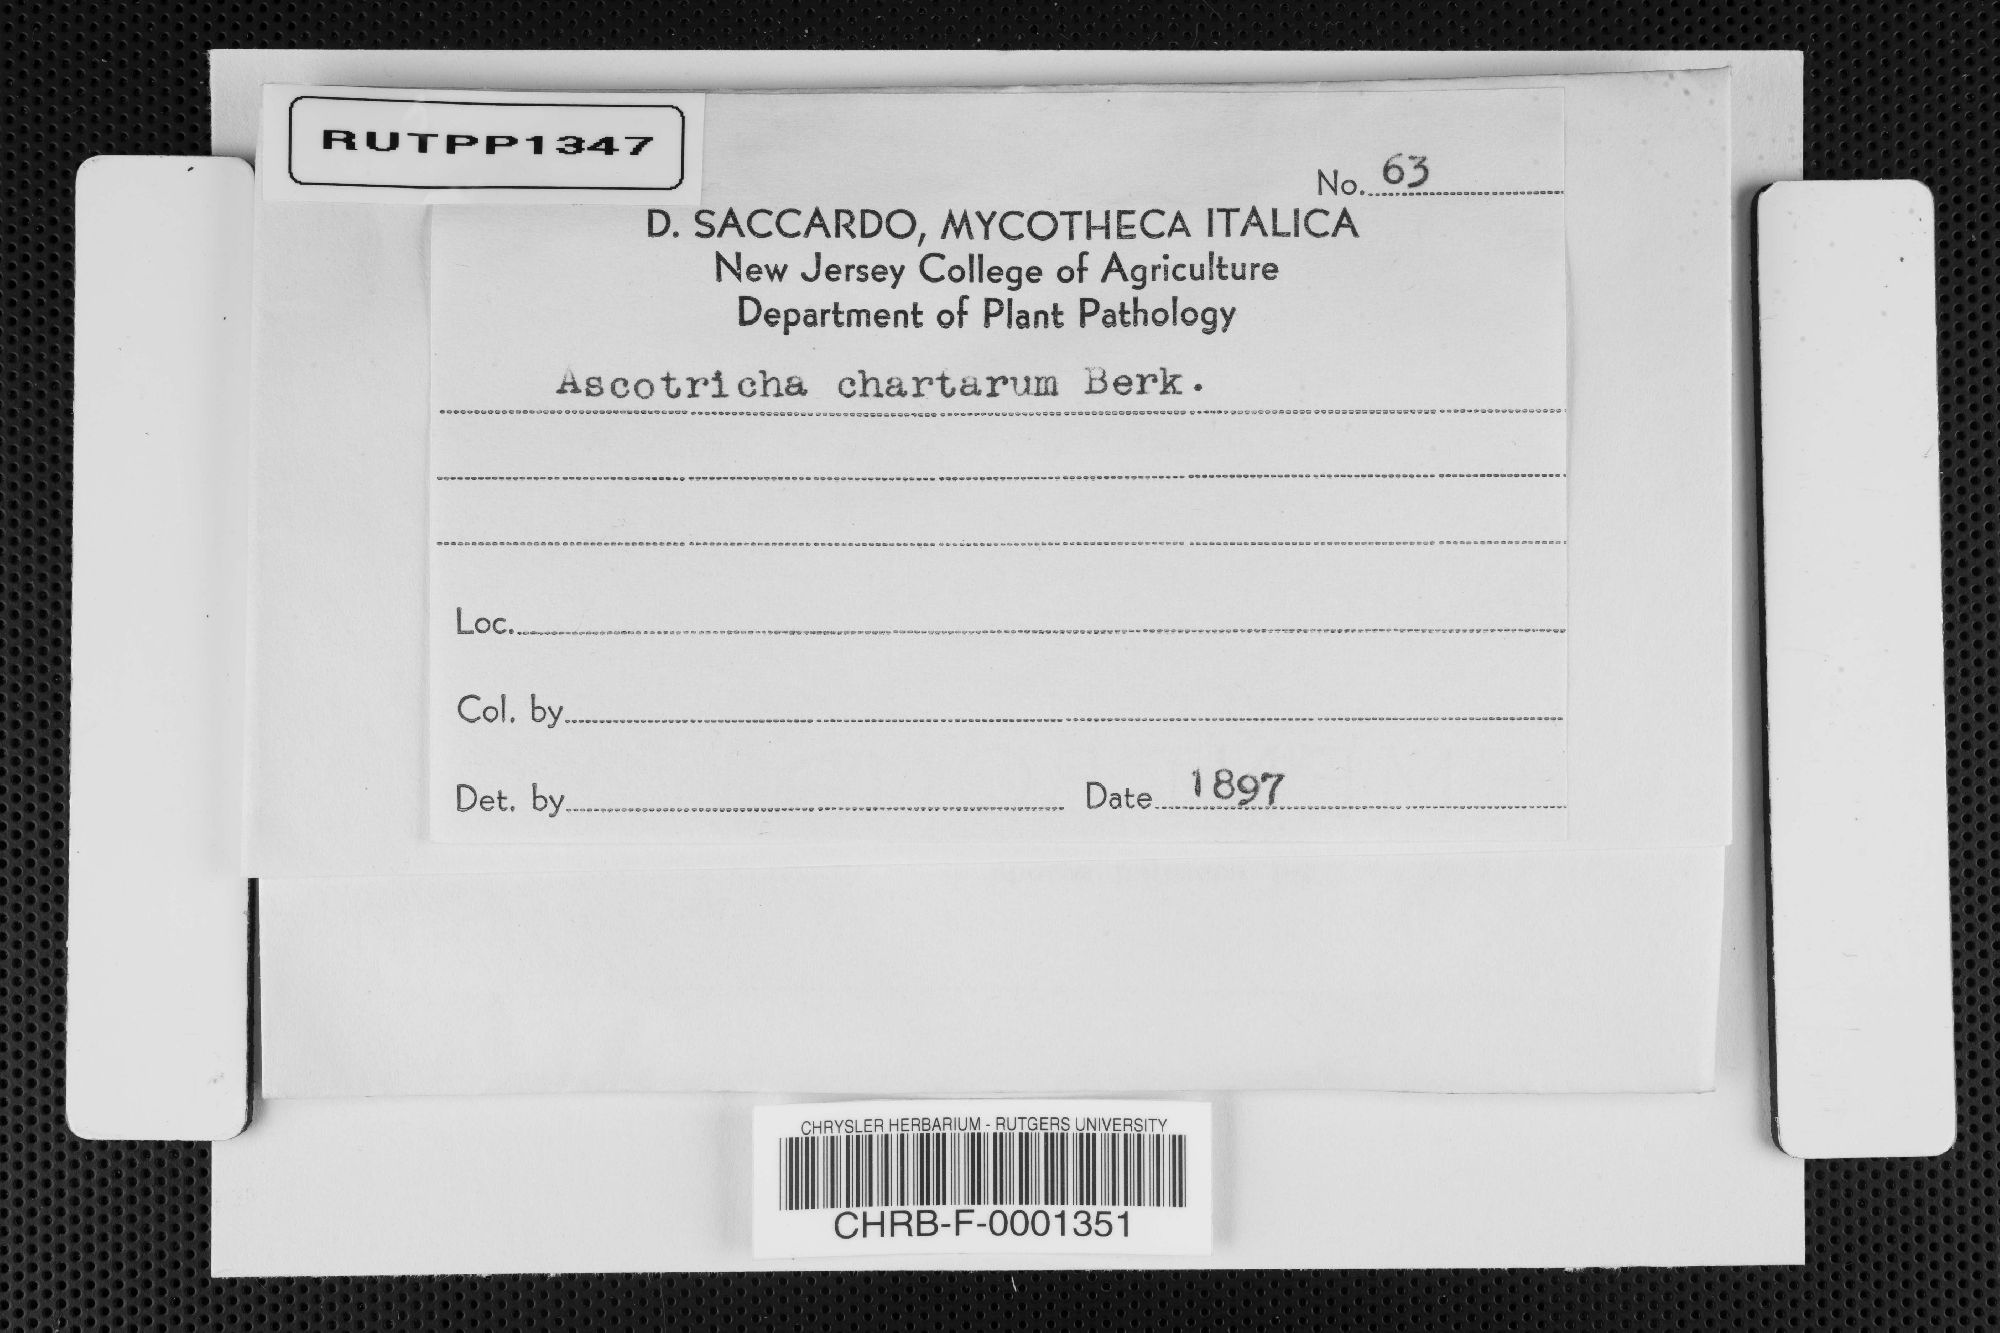 RUTPP1347
No. 63
D. SACCARDO, MYCOTHECA ITALICA
New Jersey College of Agriculture
Department of Plant Pathology
Ascotricha chartarum Berk.
Loc.
Col. by
Det. by Date 1897
CHRYSLER HERBARIUM - RUTGERS UNIVERSITY
CHRB-F-0001351